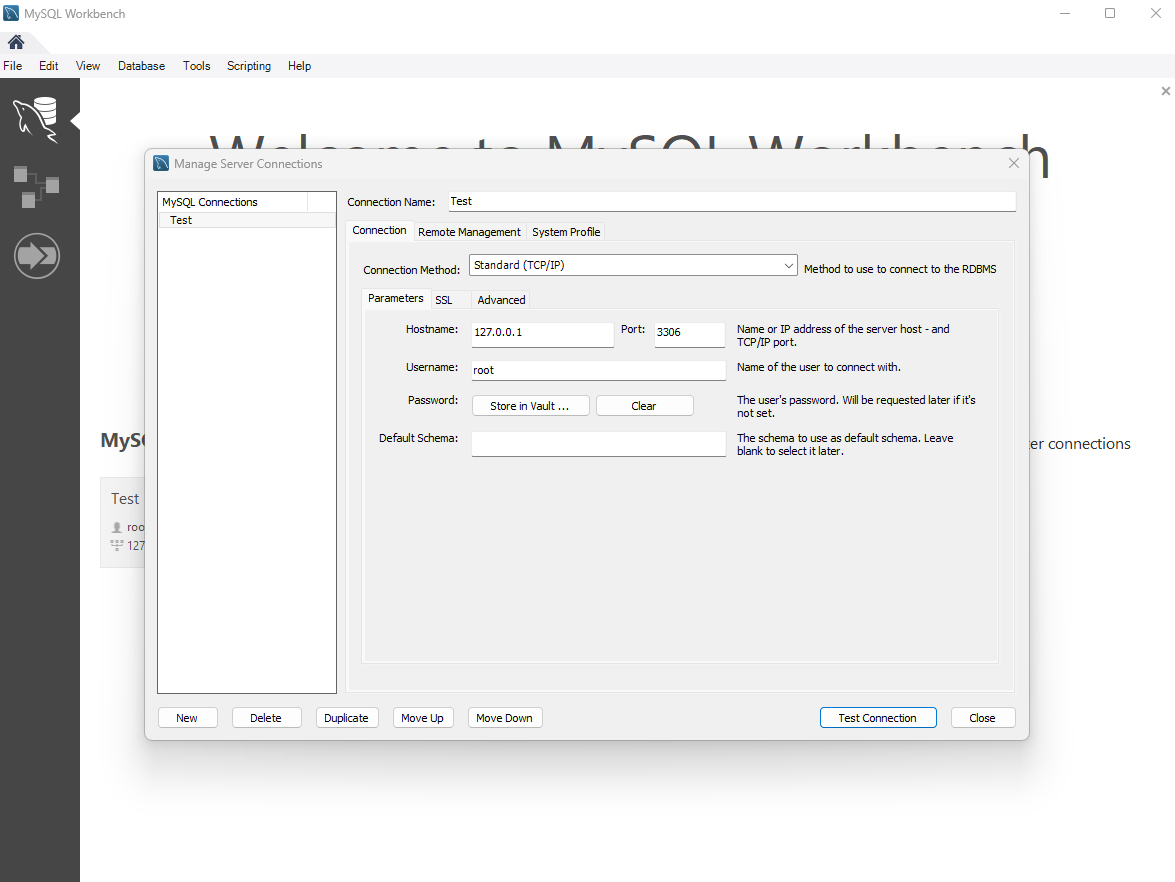 MySQL Workbench
File Edit View Database Tools Scripting Help
Welcome to MySQL Workbench
Manage Server Connections
MySQL Connections
Test
Connection Name: Test
Connection Remote Management System Profile
Connection Method: Standard (TCP/IP) Method to use to connect to the RDBMS
Parameters SSL Advanced
Hostname: 127.0.0.1 Port: 3306 Name or IP address of the server host - and
TCP/IP port.
Username: root Name of the user to connect with.
Password: Store in Vault ... Clear The user's password. Will be requested later if it's
not set.
Default Schema: The schema to use as default schema. Leave
blank to select it later.
connections
Test
127
New Delete Duplicate Move Up Move Down Test Connection Close